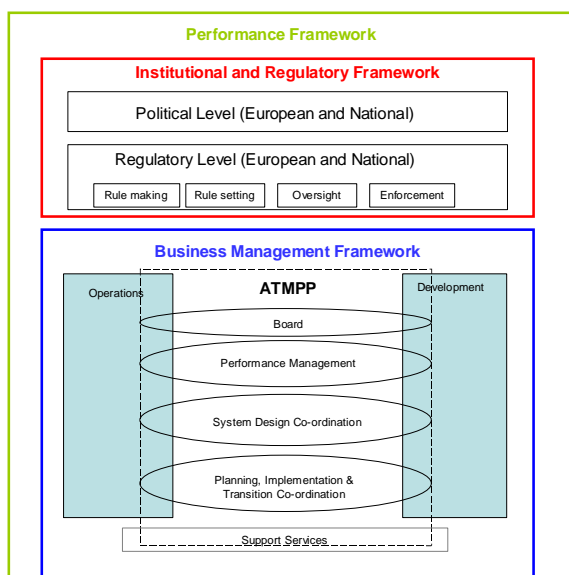 Performance Framework
Institutional and Regulatory Framework
Political Level (European and National)
Regulatory Level (European and National)
Rule making
Rule setting
Oversight
Enforcement
Business Management Framework
Operations
ATMPP
Development
Board
Performance Management
System Design Co-ordination
Planning, Implementation &
Transition Co-ordination
Support Services